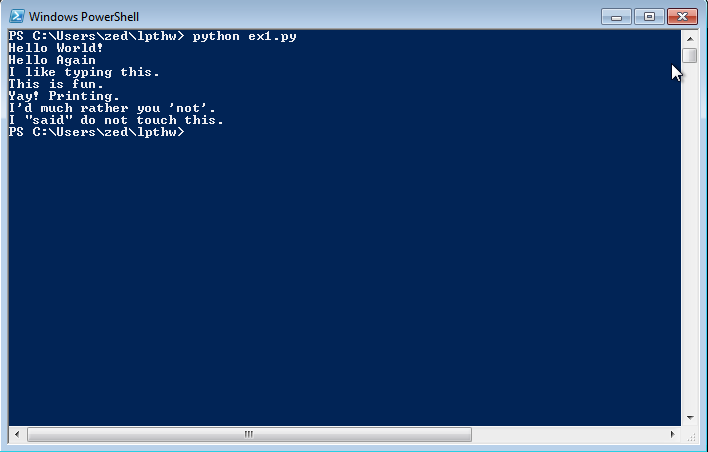 Windows PowerShell
PS C:\Users\zed\lpthw> python ex1.py
Hello World!
Hello Again
I like typing this.
This is fun.
Yay! Printing.
I'd much rather you 'not'.
I "said" do not touch this.
PS C:\Users\zed\lpthw>